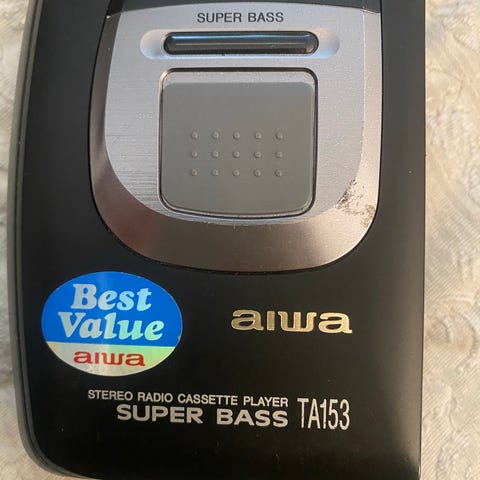 SUPER BASS
Best
Value
aiwa
aiwa
STEREO RADIO CASSETTE PLAYER
SUPER BASS TA153